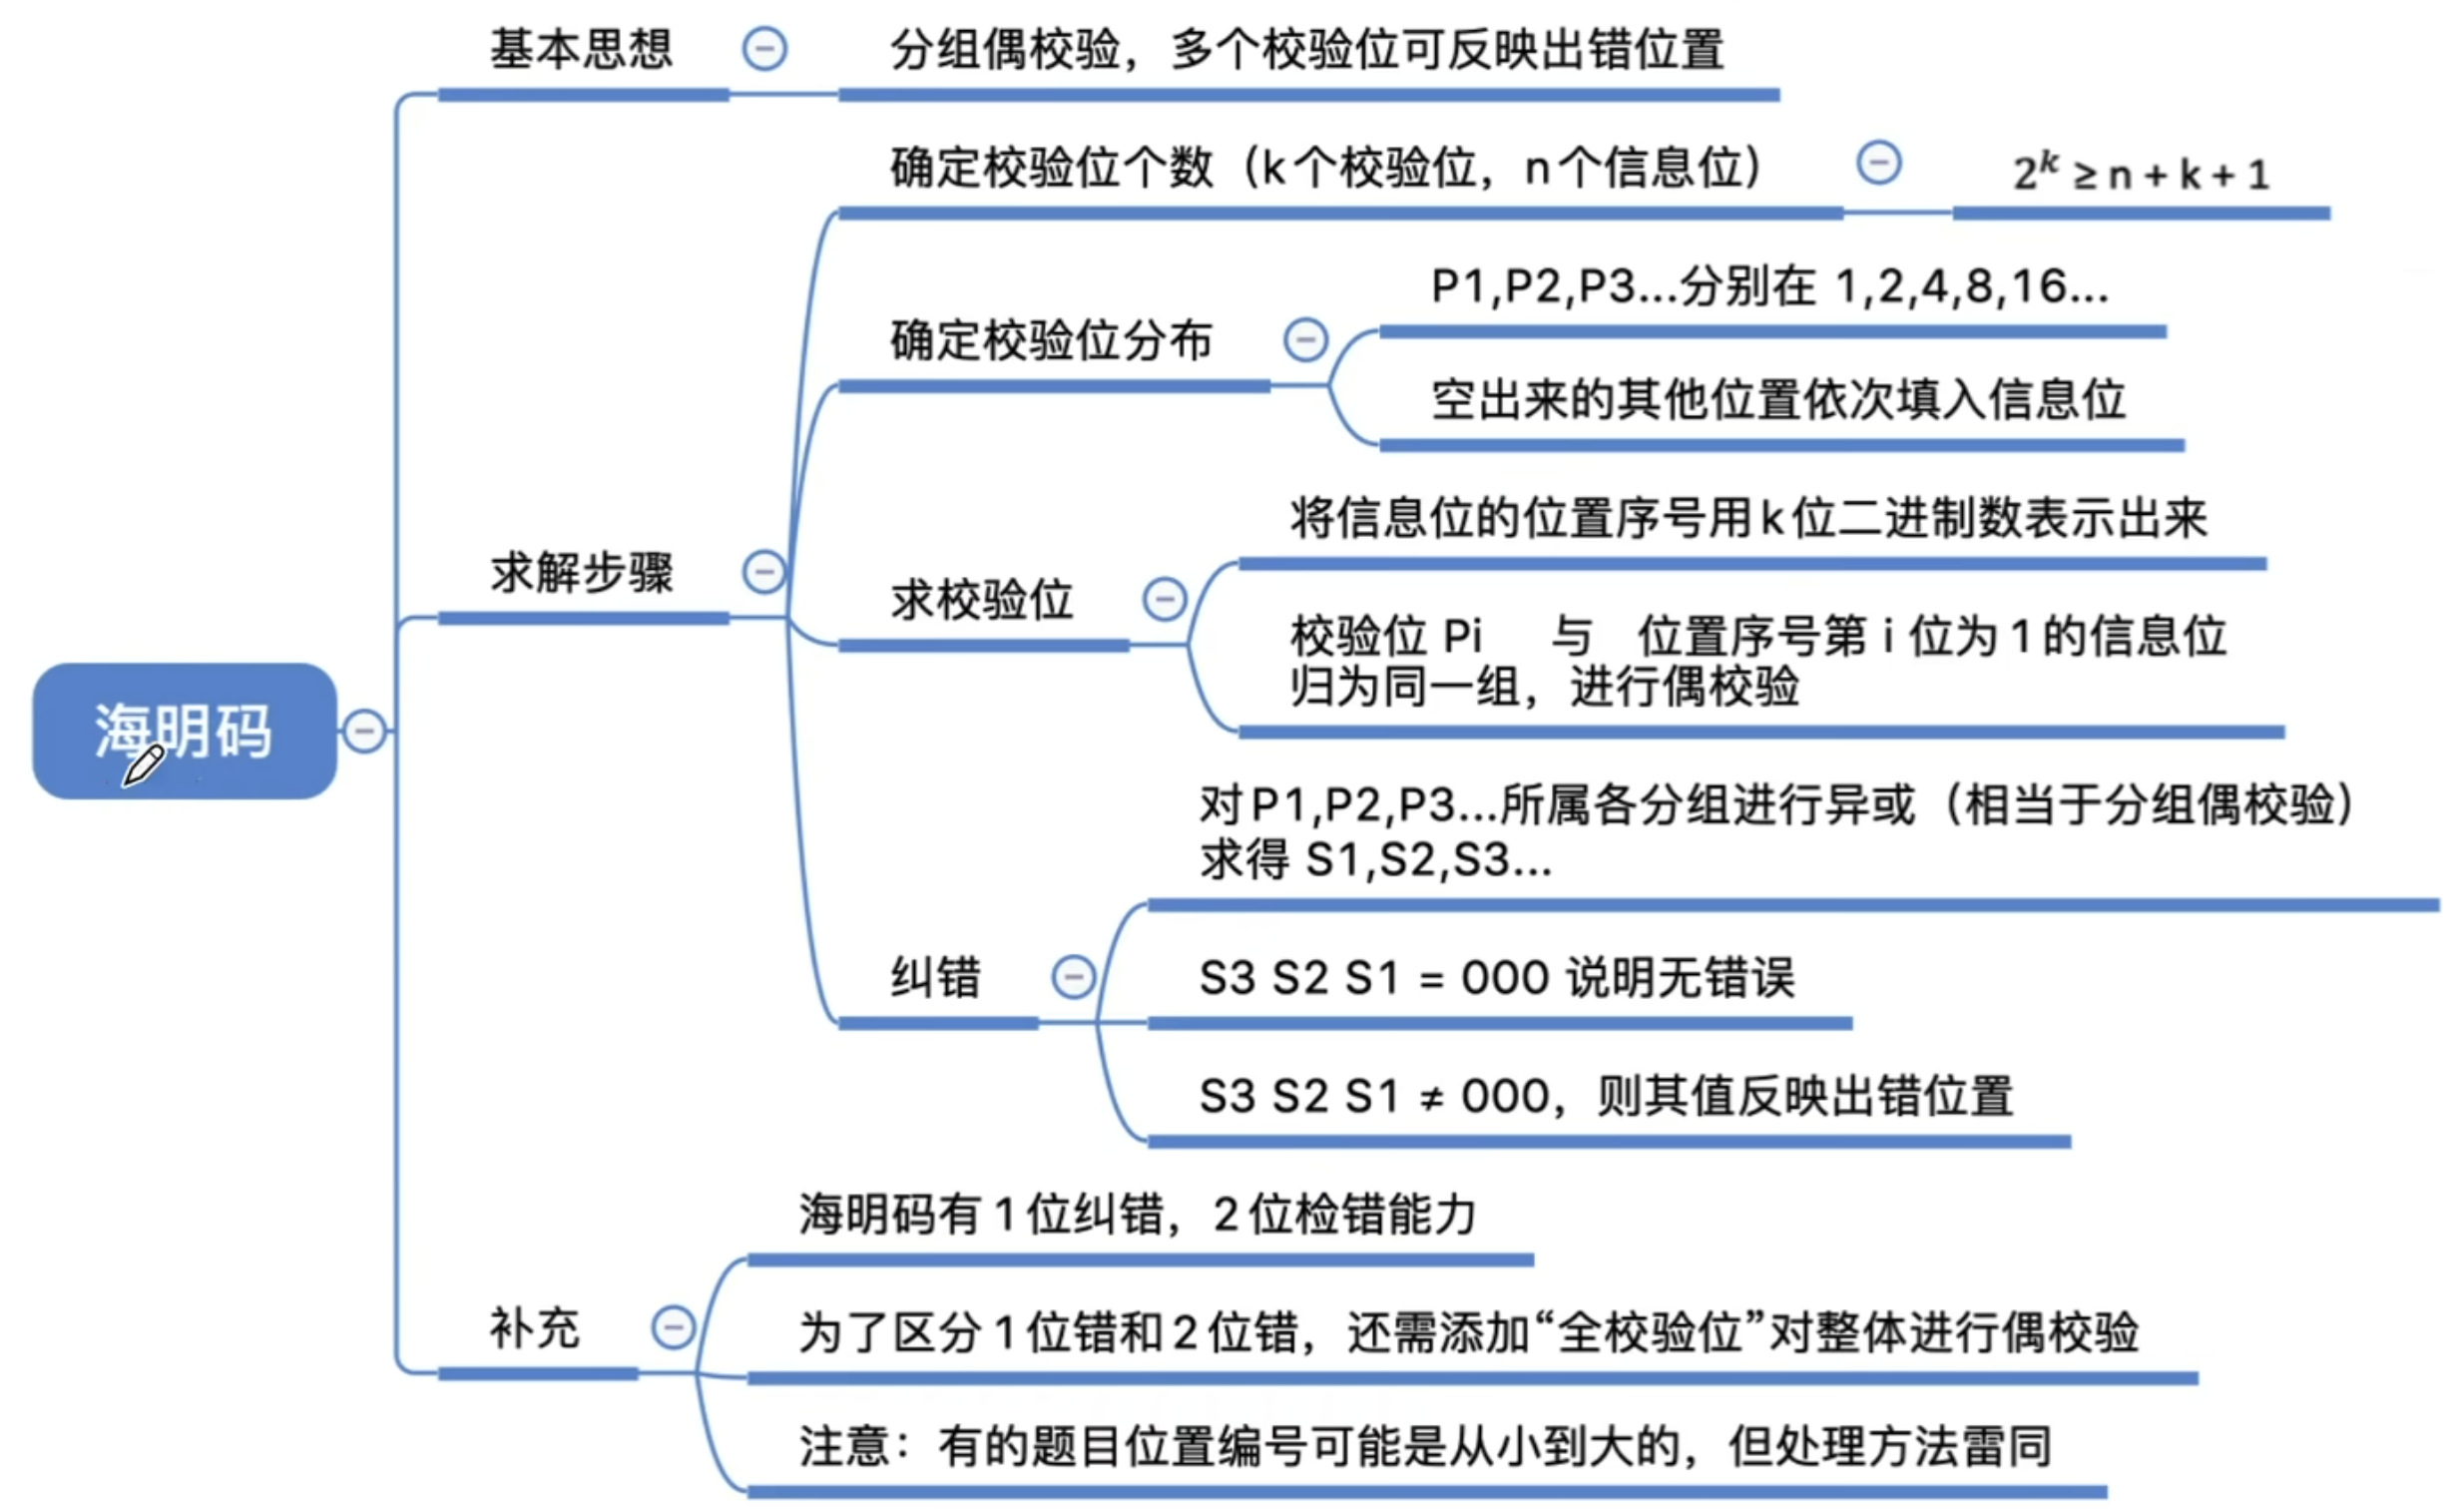 海明码
基本思想
分组偶校验，多个校验位可反映出错位置
求解步骤
确定校验位个数（k个校验位，n个信息位）
2^k ≥ n + k + 1
确定校验位分布
P1,P2,P3...分别在 1,2,4,8,16...
空出来的其他位置依次填入信息位
求校验位
将信息位的位置序号用k位二进制数表示出来
校验位 Pi 与 位置序号第 i 位为1的信息位
归为同一组，进行偶校验
纠错
对P1,P2,P3...所属各分组进行异或（相当于分组偶校验）
求得 S1,S2,S3...
S3 S2 S1 = 000 说明无错误
S3 S2 S1 ≠ 000，则其值反映出错位置
补充
海明码有1位纠错，2位检错能力
为了区分1位错和2位错，还需添加“全校验位”对整体进行偶校验
注意：有的题目位置编号可能是从小到大的，但处理方法雷同